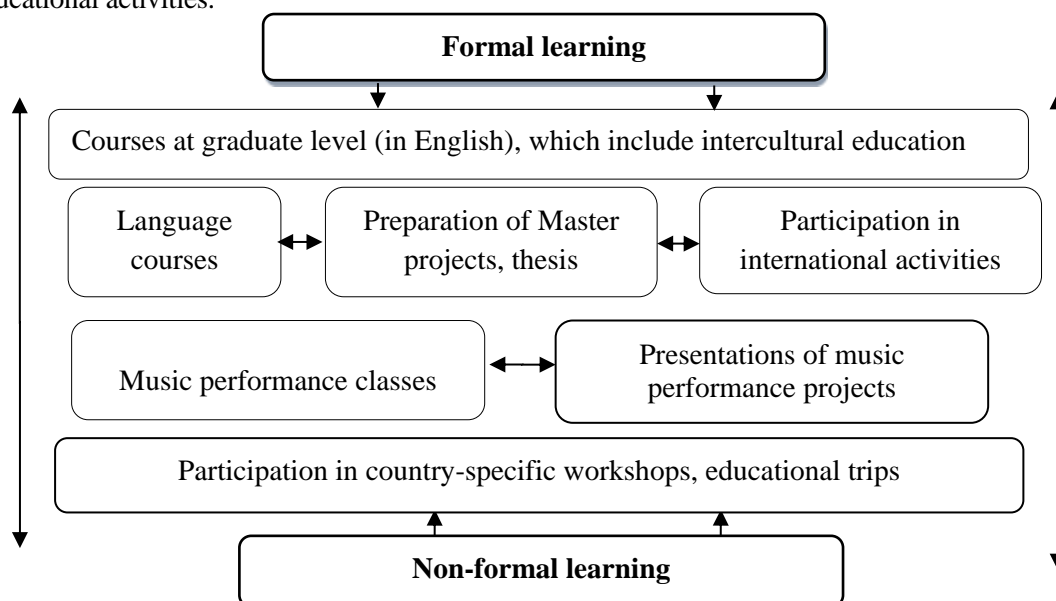 educational activities.
Formal learning
Courses at graduate level (in English), which include intercultural education
Language
courses
Preparation of Master
projects, thesis
Participation in
international activities
Music performance classes
Presentations of music
performance projects
Participation in country-specific workshops, educational trips
Non-formal learning